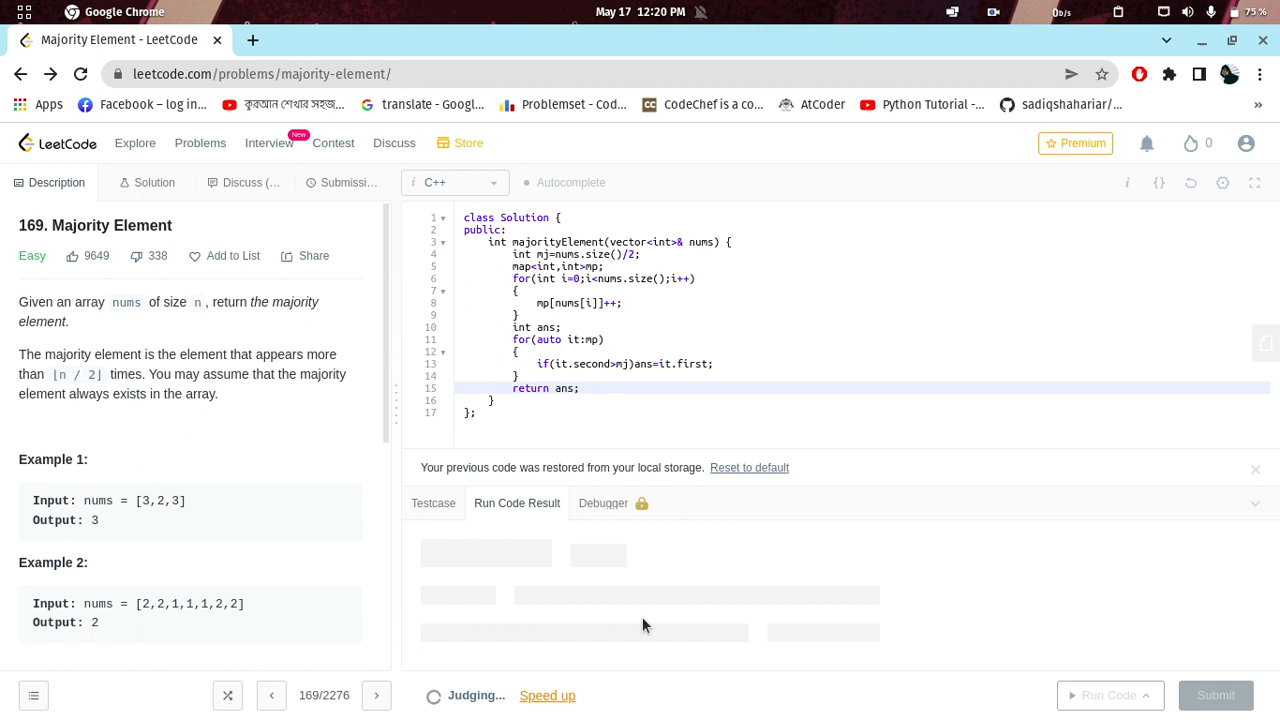 Google Chrome
May 17 12:20 PM
0b/s
75 %
Majority Element - LeetCode
leetcode.com/problems/majority-element/
Apps
Facebook – log in...
কুরআন শেখার সহজ...
translate - Googl...
Problemset - Cod...
CodeChef is a co...
AtCoder
Python Tutorial -...
sadiqshahariar/...
»
LeetCode
Explore
Problems
Interview
New
Contest
Discuss
Store
Premium
0
Description
Solution
Discuss (...
Submissi...
i C++
Autocomplete
169. Majority Element
Easy
9649
338
Add to List
Share
Given an array nums of size n, return the majority
element.
The majority element is the element that appears more
than ⌊n / 2⌋ times. You may assume that the majority
element always exists in the array.
Example 1:
Input: nums = [3,2,3]
Output: 3
Example 2:
Input: nums = [2,2,1,1,1,2,2]
Output: 2
1 class Solution {
2 public:
3 int majorityElement(vector<int>& nums) {
4 int mj=nums.size()/2;
5 map<int,int>mp;
6 for(int i=0;i<nums.size();i++)
7 {
8 mp[nums[i]]++;
9 }
10 int ans;
11 for(auto it:mp)
12 {
13 if(it.second>mj)ans=it.first;
14 }
15 return ans;
16 }
17 };
Your previous code was restored from your local storage. Reset to default
Testcase
Run Code Result
Debugger
169/2276
Judging...
Speed up
Run Code
Submit